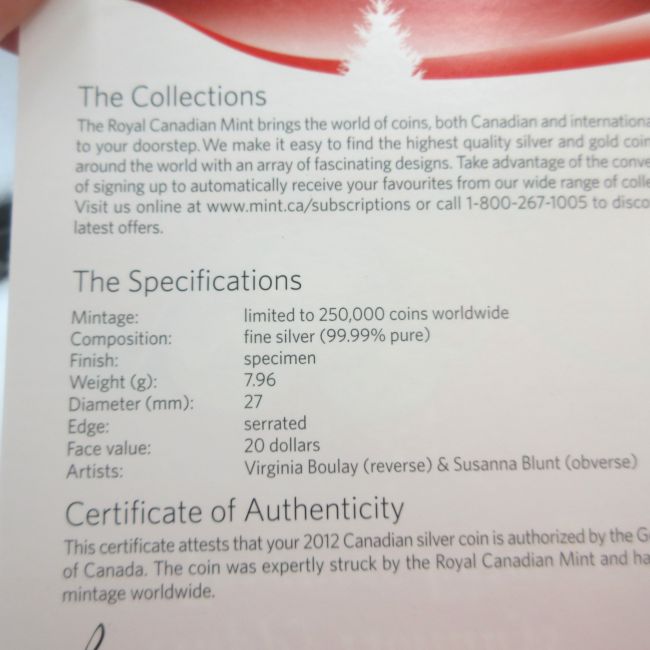 The Collections
The Royal Canadian Mint brings the world of coins, both Canadian and internationa
to your doorstep. We make it easy to find the highest quality silver and gold coin
around the world with an array of fascinating designs. Take advantage of the conve
of signing up to automatically receive your favourites from our wide range of colle
Visit us online at www.mint.ca/subscriptions or call 1-800-267-1005 to disco
latest offers.
The Specifications
Mintage: limited to 250,000 coins worldwide
Composition: fine silver (99.99% pure)
Finish: specimen
Weight (g): 7.96
Diameter (mm): 27
Edge: serrated
Face value: 20 dollars
Artists: Virginia Boulay (reverse) & Susanna Blunt (obverse)
Certificate of Authenticity
This certificate attests that your 2012 Canadian silver coin is authorized by the G
of Canada. The coin was expertly struck by the Royal Canadian Mint and ha
mintage worldwide.